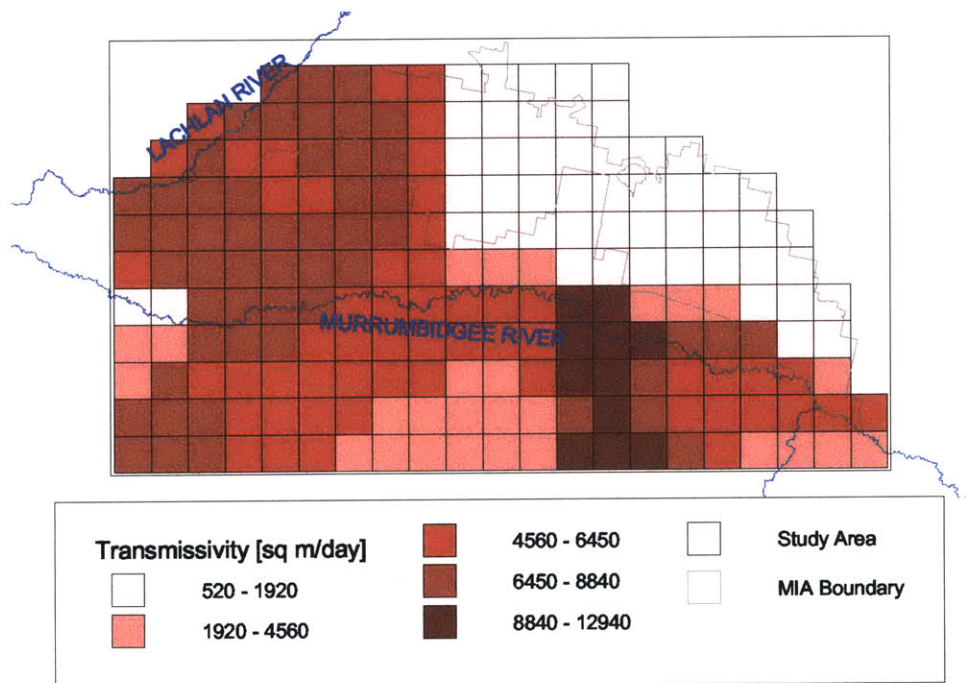 LACHLAN RIVER
MURRUMBIDGEE RIVER
Transmissivity [sq m/day]
520 - 1920
1920 - 4560
4560 - 6450
6450 - 8840
8840 - 12940
Study Area
MIA Boundary